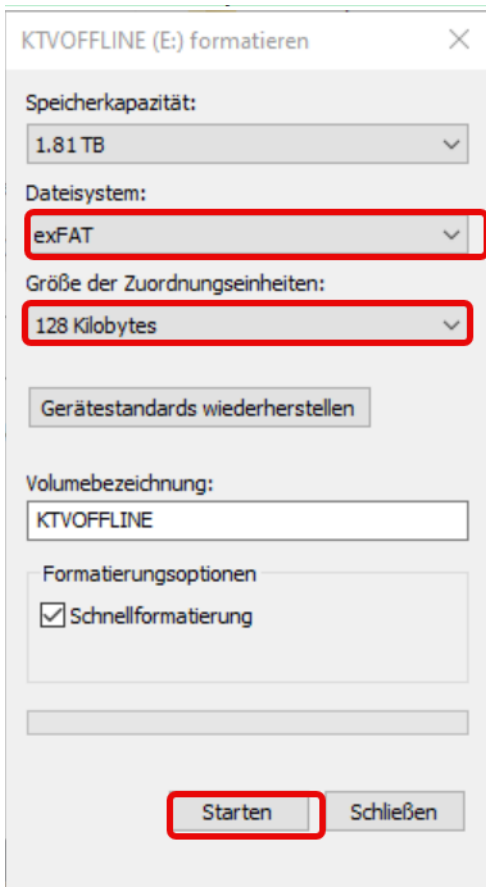 KTVOFFLINE (E:) formatieren
Speicherkapazität:
1.81 TB
Dateisystem:
exFAT
Größe der Zuordnungseinheiten:
128 Kilobytes
Gerätestandards wiederherstellen
Volumebezeichnung:
KTVOFFLINE
Formatierungsoptionen
Schnellformatierung
Starten Schließen